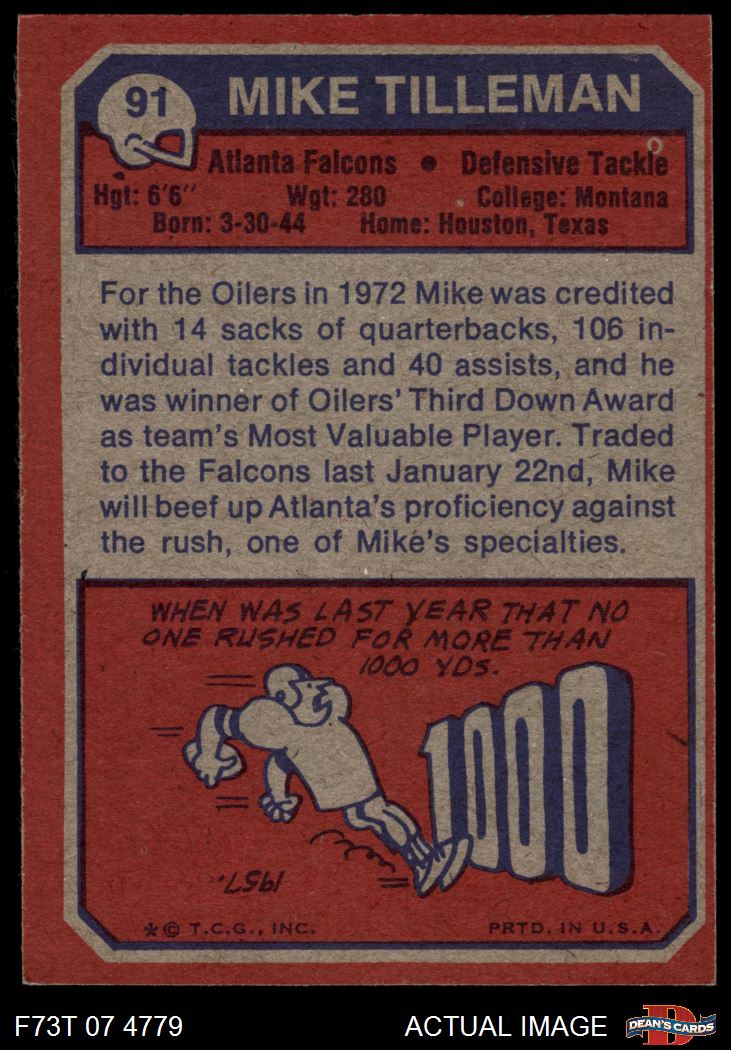 91
MIKE TILLEMAN
Atlanta Falcons • Defensive Tackle
Hgt: 6'6" Wgt: 280 College: Montana
Born: 3-30-44 Home: Houston, Texas
For the Oilers in 1972 Mike was credited
with 14 sacks of quarterbacks, 106 in-
dividual tackles and 40 assists, and he
was winner of Oilers' Third Down Award
as team's Most Valuable Player. Traded
to the Falcons last January 22nd, Mike
will beef up Atlanta's proficiency against
the rush, one of Mike's specialties.
WHEN WAS LAST YEAR THAT NO
ONE RUSHED FOR MORE THAN
1000 YDS.
1000
1957.
*© T.C.G., INC. PRTD. IN U.S.A.
F73T 07 4779 ACTUAL IMAGE D DEAN'S CARDS